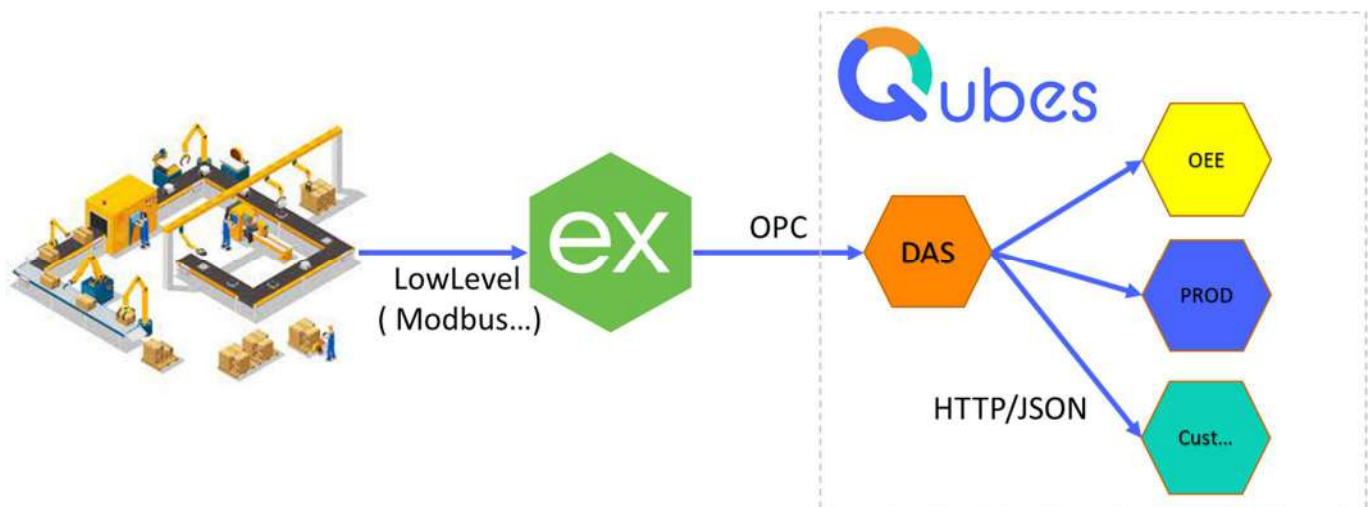 Qubes
OEE
ex
OPC
DAS
LowLevel
( Modbus...)
PROD
HTTP/JSON
Cust...